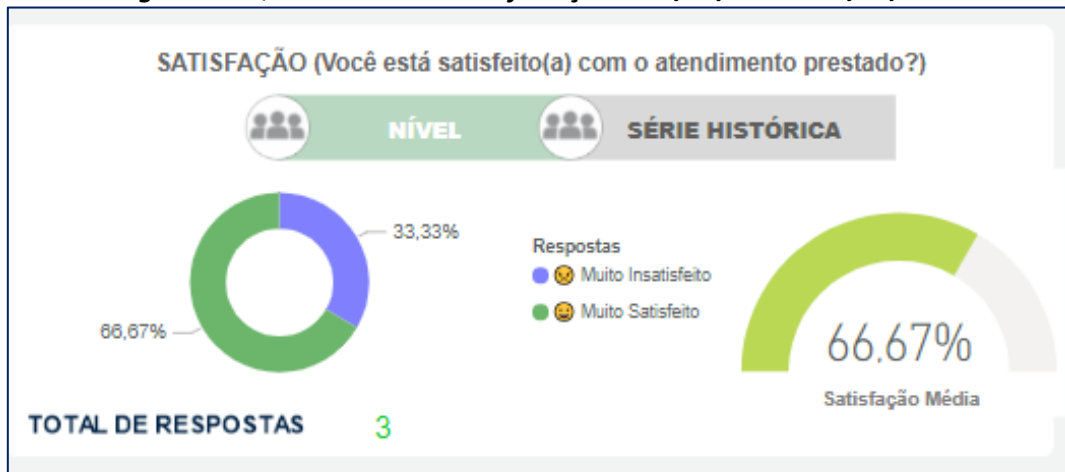 SATISFAÇÃO (Você está satisfeito(a) com o atendimento prestado?)
NÍVEL
SÉRIE HISTÓRICA
33,33%
66,67%
Respostas
Muito Insatisfeito
Muito Satisfeito
66,67%
Satisfação Média
TOTAL DE RESPOSTAS 3